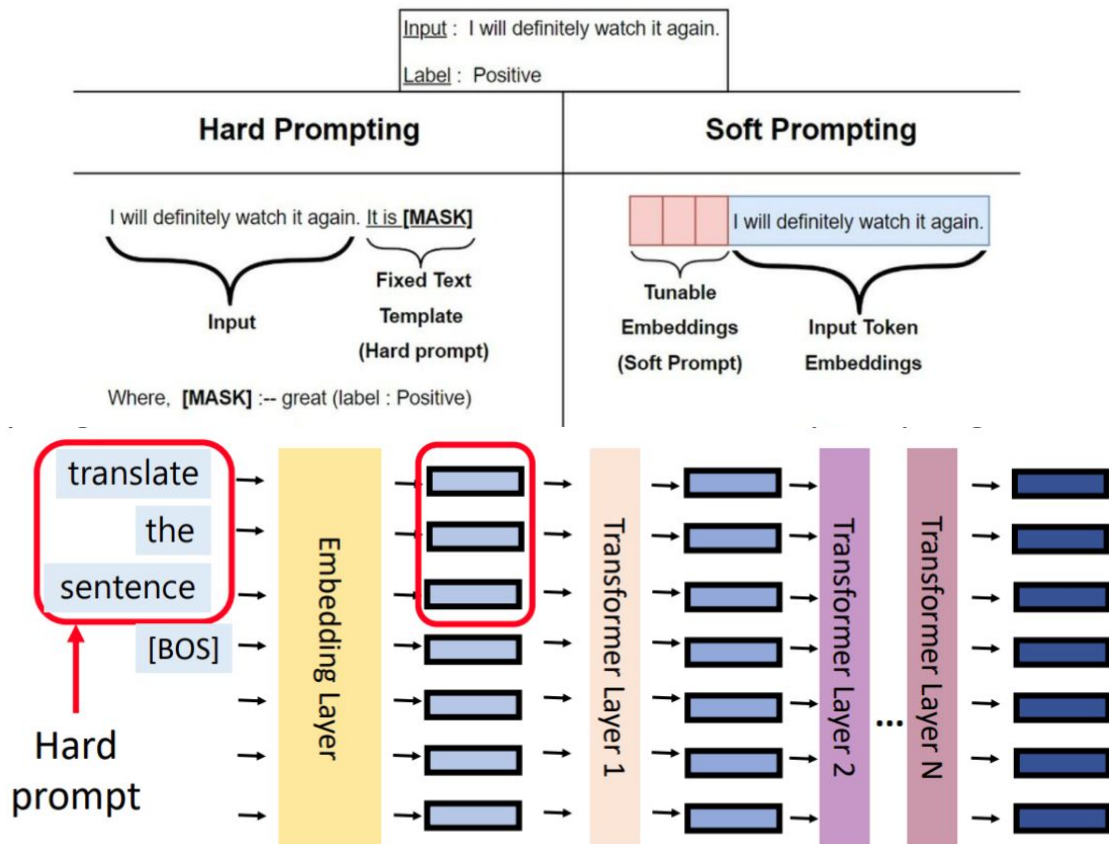 Input : I will definitely watch it again.
Label : Positive
Hard Prompting
Soft Prompting
I will definitely watch it again. It is [MASK]
Input
Fixed Text
Template
(Hard prompt)
Where, [MASK] :-- great (label : Positive)
I will definitely watch it again.
Tunable
Embeddings
(Soft Prompt)
Input Token
Embeddings
translate
the
sentence
[BOS]
Hard
prompt
Embedding Layer
Transformer Layer 1
Transformer Layer 2
...
Transformer Layer N